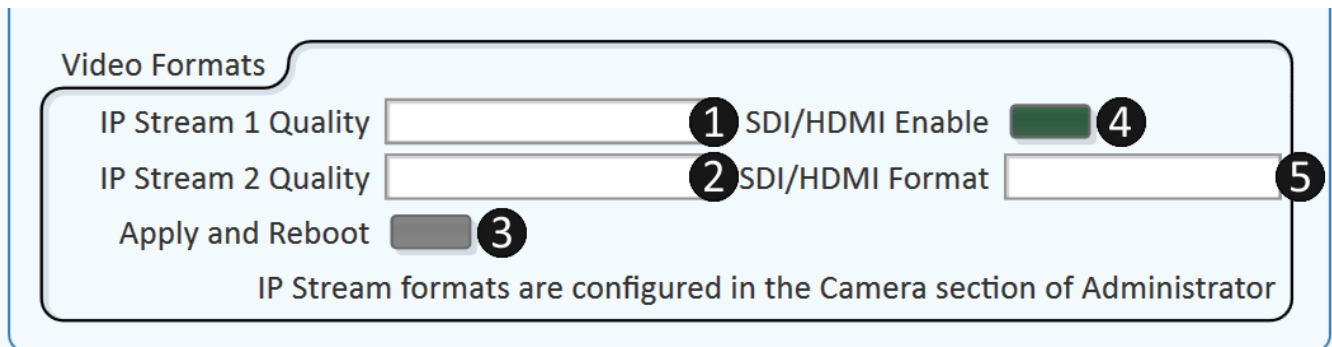 Video Formats
IP Stream 1 Quality 1 SDI/HDMI Enable 4
IP Stream 2 Quality 2 SDI/HDMI Format 5
Apply and Reboot 3
IP Stream formats are configured in the Camera section of Administrator